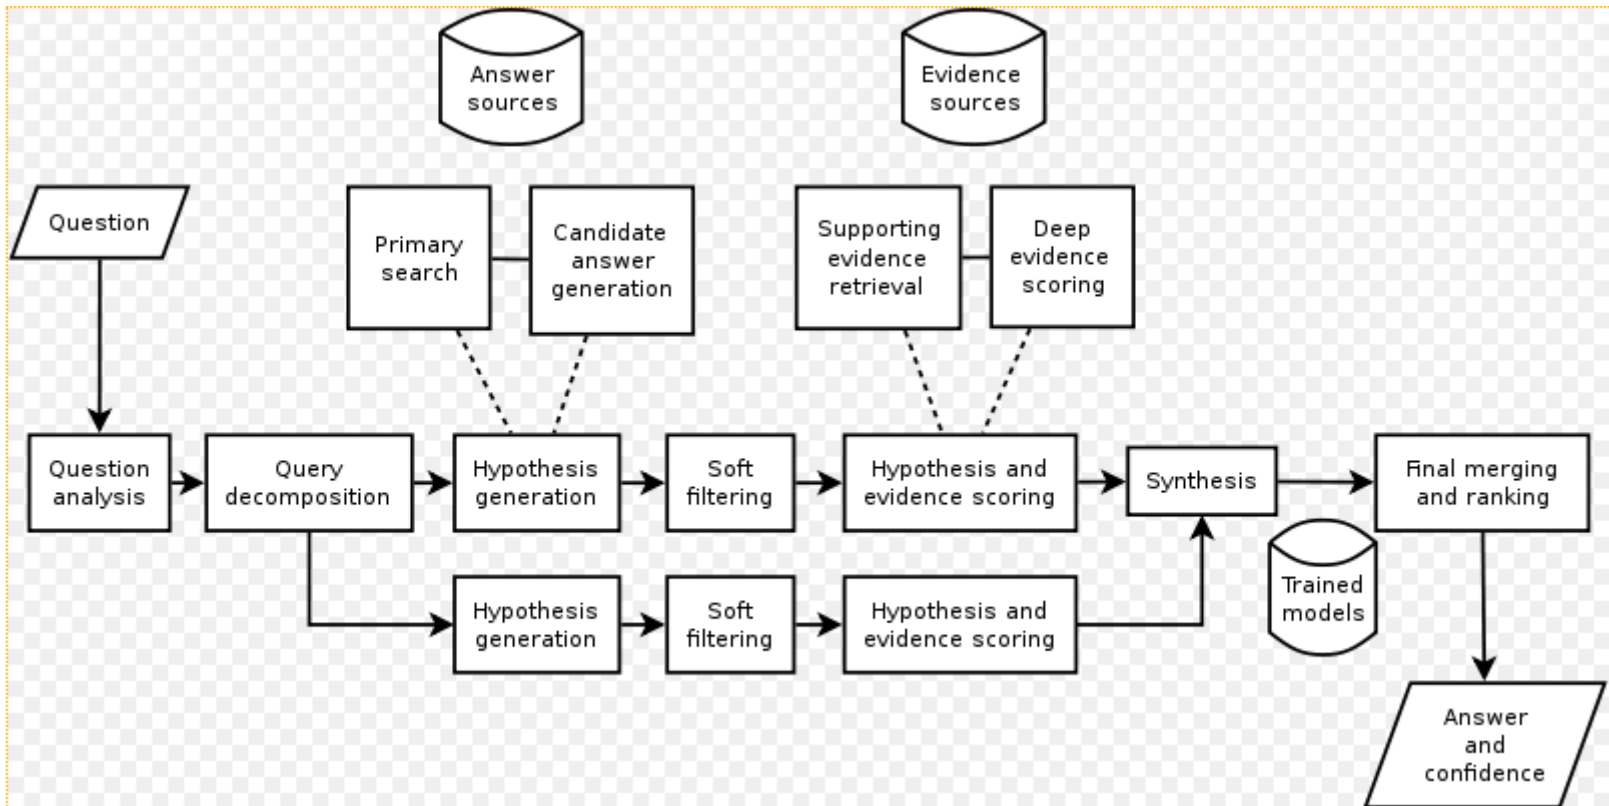 Answer
sources
Evidence
sources
Question
Primary
search
Candidate
answer
generation
Supporting
evidence
retrieval
Deep
evidence
scoring
Question
analysis
Query
decomposition
Hypothesis
generation
Soft
filtering
Hypothesis and
evidence scoring
Synthesis
Final merging
and ranking
Hypothesis
generation
Soft
filtering
Hypothesis and
evidence scoring
Trained
models
Answer
and
confidence